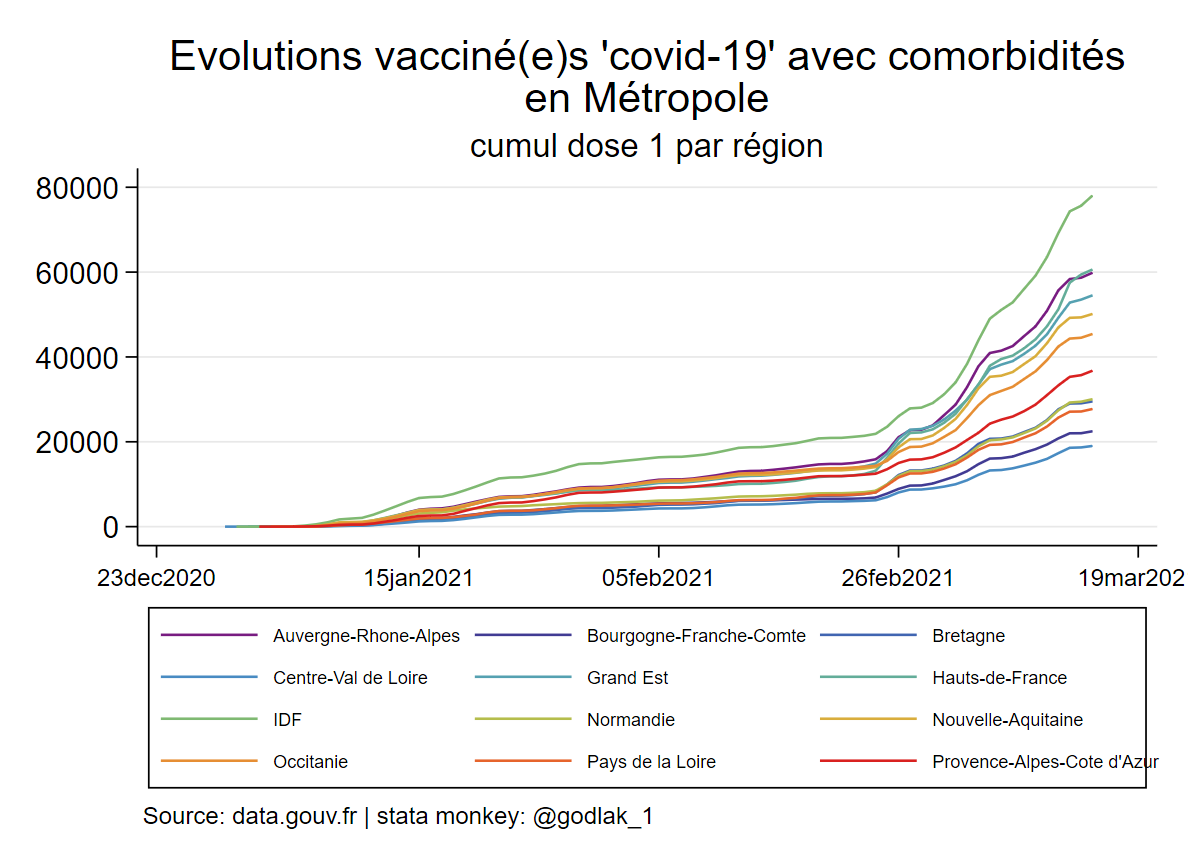 Evolutions vacciné(e)s 'covid-19' avec comorbidités
en Métropole
cumul dose 1 par région
80000
60000
40000
20000
0
23dec2020 15jan2021 05feb2021 26feb2021 19mar202
Auvergne-Rhone-Alpes Bourgogne-Franche-Comte Bretagne
Centre-Val de Loire Grand Est Hauts-de-France
IDF Normandie Nouvelle-Aquitaine
Occitanie Pays de la Loire Provence-Alpes-Cote d'Azur
Source: data.gouv.fr | stata monkey: @godlak_1